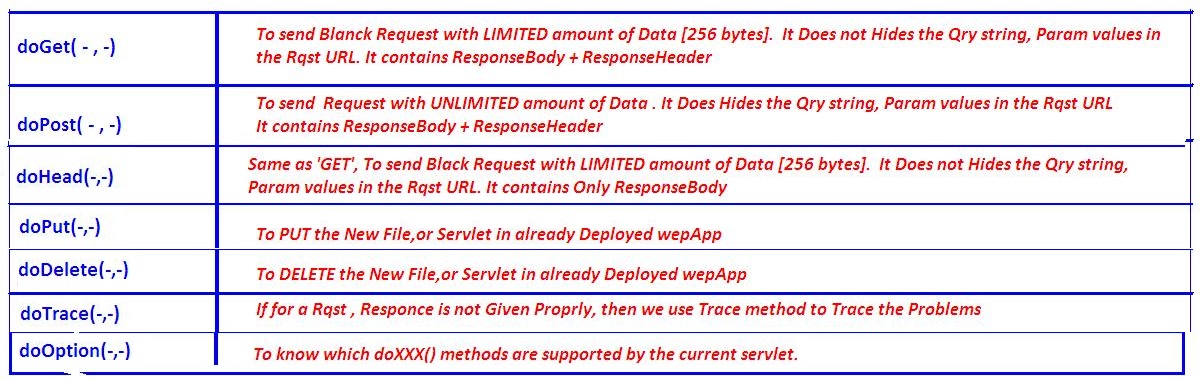 doGet( - , -)
To send Blanck Request with LIMITED amount of Data [256 bytes]. It Does not Hides the Qry string, Param values in
the Rqst URL. It contains ResponseBody + ResponseHeader
doPost( - , -)
To send Request with UNLIMITED amount of Data . It Does Hides the Qry string, Param values in the Rqst URL
It contains ResponseBody + ResponseHeader
doHead(-,-)
Same as 'GET', To send Black Request with LIMITED amount of Data [256 bytes]. It Does not Hides the Qry string,
Param values in the Rqst URL. It contains Only ResponseBody
doPut(-,-)
To PUT the New File,or Servlet in already Deployed wepApp
doDelete(-,-)
To DELETE the New File,or Servlet in already Deployed wepApp
doTrace(-,-)
If for a Rqst , Responce is not Given Proprly, then we use Trace method to Trace the Problems
doOption(-,-)
To know which doXXX() methods are supported by the current servlet.